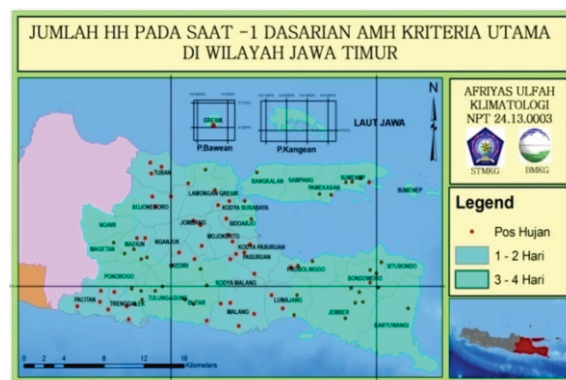 JUMLAH HH PADA SAAT -1 DASARIAN AMH KRITERIA UTAMA
DI WILAYAH JAWA TIMUR
N
GRESIK
P.Bawean
P.Kangean
LAUT JAWA
TUBAN
LAMONGAN GRESIK
BANGKALAN
SAMPANG
PAMEKASAN
SUMENEP
SUMENEP
BOJONEGORO
KODYA SURABAYA
NGAWI
JOMBANG
SIDOARJO
MOJOKERTO
MAGETAN
MADIUN
NGANJUK
KODYA PASURUAN
PASURUAN
KEDIRI
PROBOLINGGO
SITUBONDO
BONDOWOSO
PONOROGO
KODYA MALANG
PACITAN
TRENGGALEK
TULUNGAGUNG
BLITAR
MALANG
LUMAJANG
JEMBER
BANYUWANGI
0 2 4 8 12 16
Kilometers
AFRIYAS ULFAH
KLIMATOLOGI
NPT 24.13.0003
STMKG
BMKG
Legend
Pos Hujan
1 - 2 Hari
3 - 4 Hari